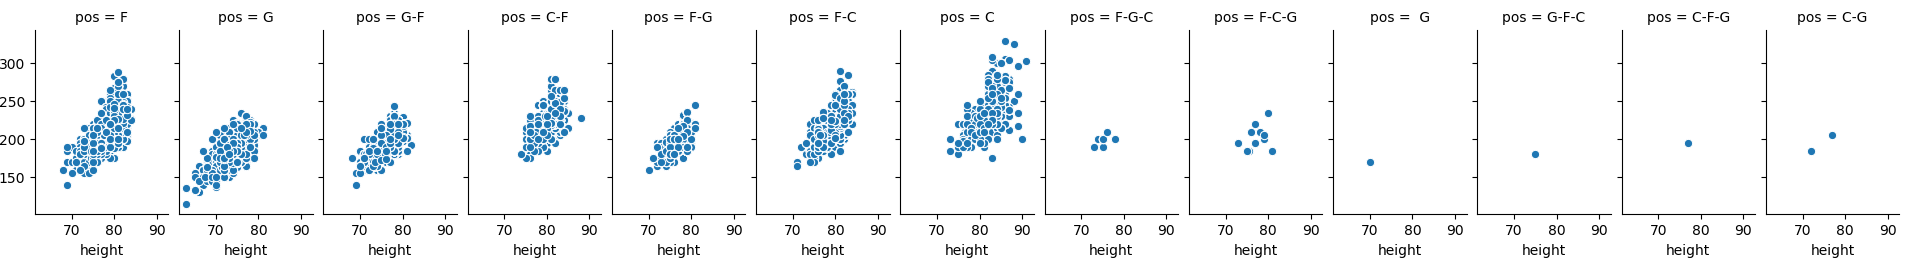 pos = F pos = G pos = G-F pos = C-F pos = F-G pos = F-C pos = C pos = F-G-C pos = F-C-G pos =  G pos = G-F-C pos = C-F-G pos = C-G
300
250
200
150
70 80 90 70 80 90 70 80 90 70 80 90 70 80 90 70 80 90 70 80 90 70 80 90 70 80 90 70 80 90 70 80 90 70 80 90 70 80 90
height height height height height height height height height height height height height